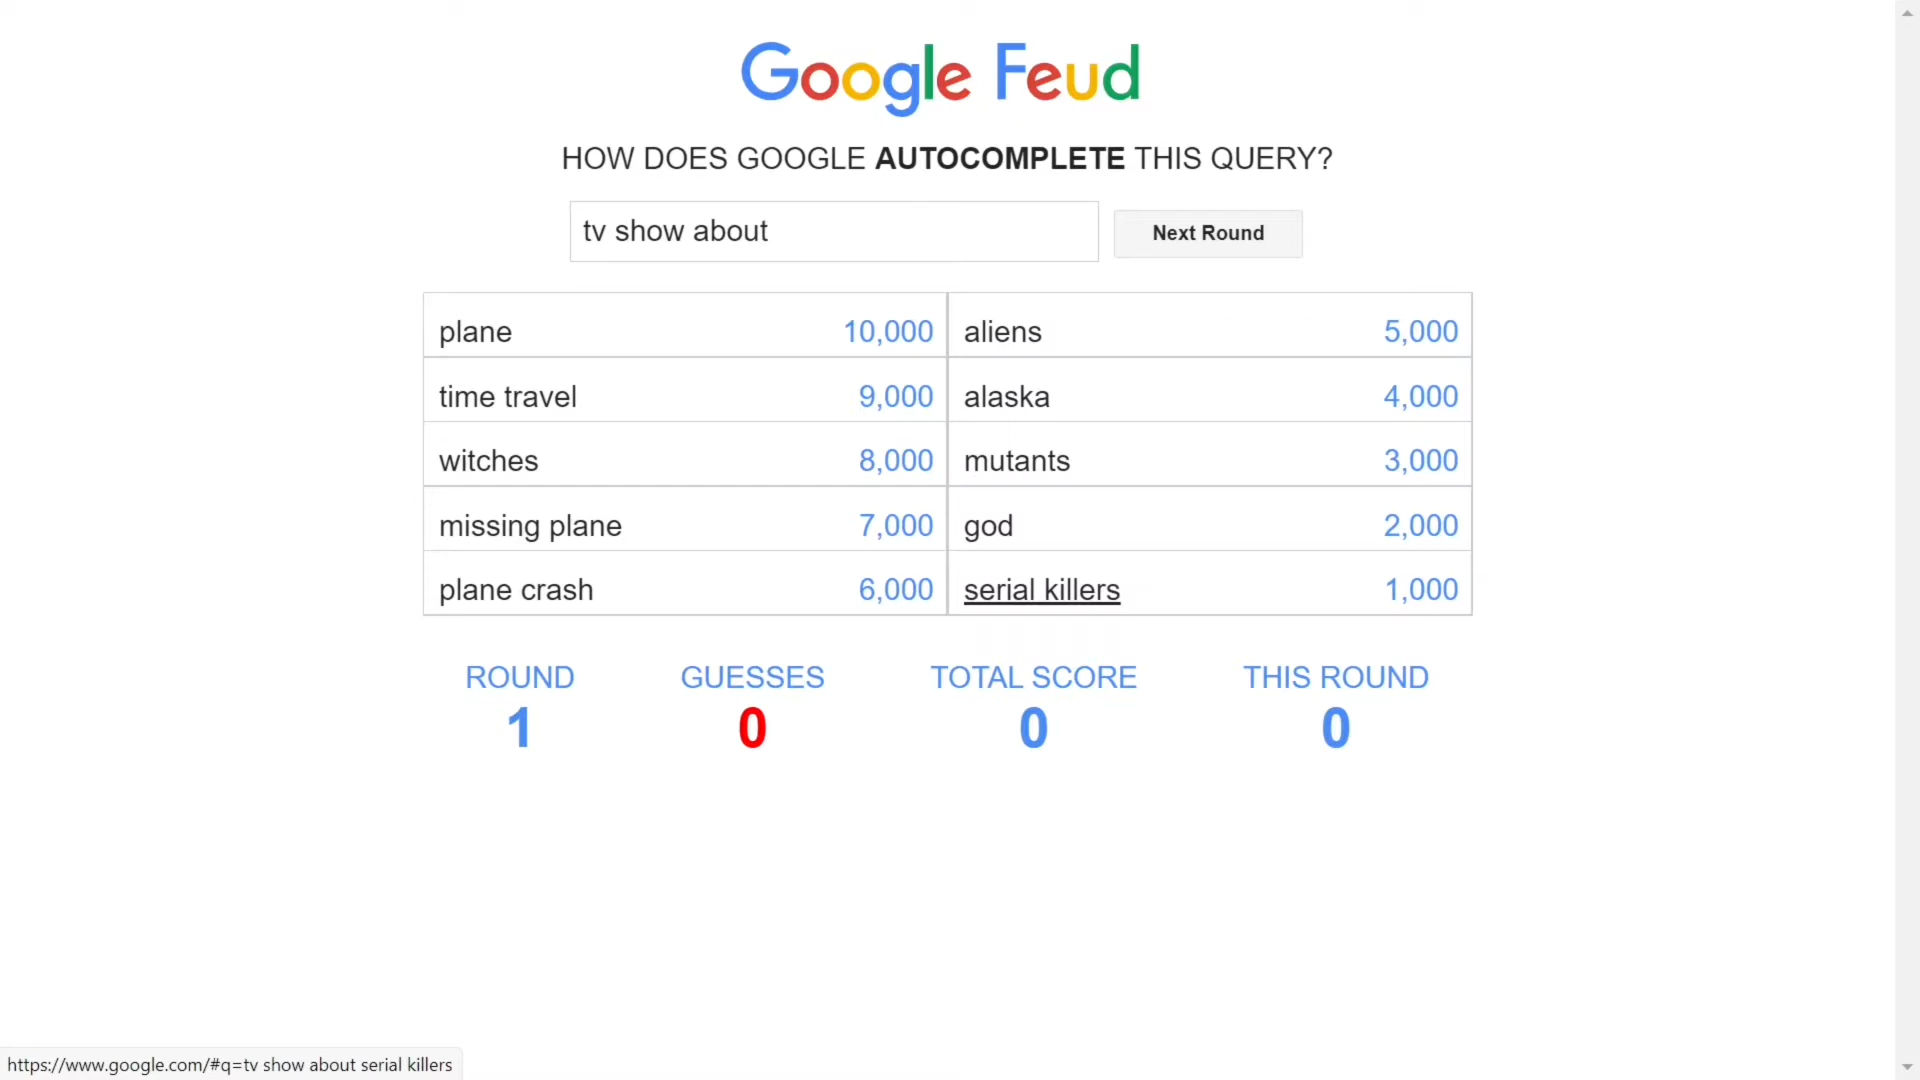 Google Feud
HOW DOES GOOGLE AUTOCOMPLETE THIS QUERY?
tv show about
Next Round
plane 10,000 aliens 5,000
time travel 9,000 alaska 4,000
witches 8,000 mutants 3,000
missing plane 7,000 god 2,000
plane crash 6,000 serial killers 1,000
ROUND GUESSES TOTAL SCORE THIS ROUND
1 0 0 0
https://www.google.com/#q=tv show about serial killers